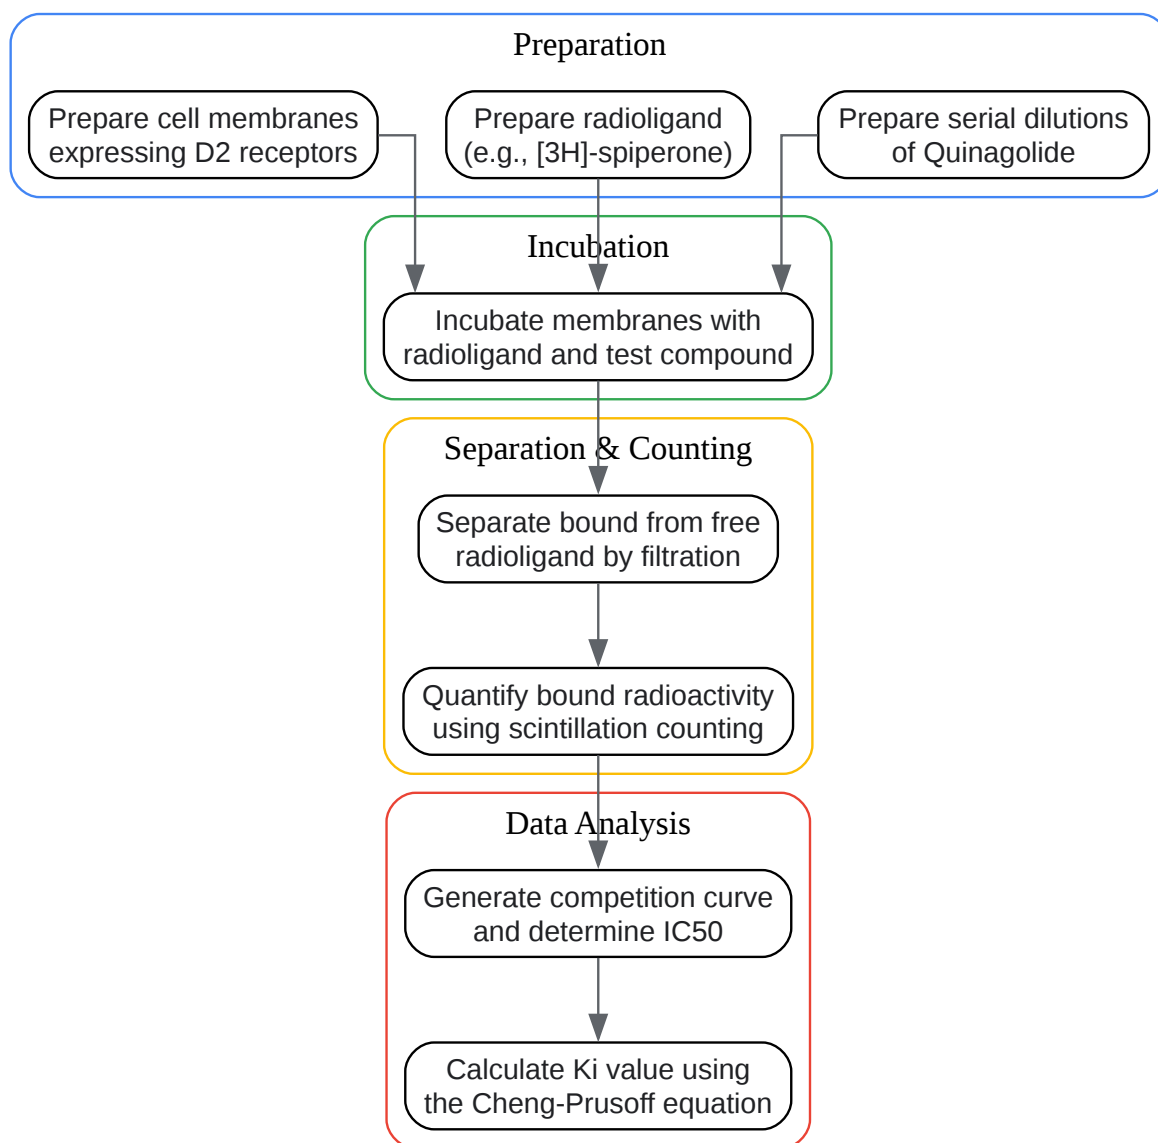 Preparation
Prepare cell membranes
expressing D2 receptors
Prepare radioligand
(e.g., [3H]-spiperone)
Prepare serial dilutions
of Quinagolide
Incubation
Incubate membranes with
radioligand and test compound
Separation & Counting
Separate bound from free
radioligand by filtration
Quantify bound radioactivity
using scintillation counting
Data Analysis
Generate competition curve
and determine IC50
Calculate Ki value using
the Cheng-Prusoff equation